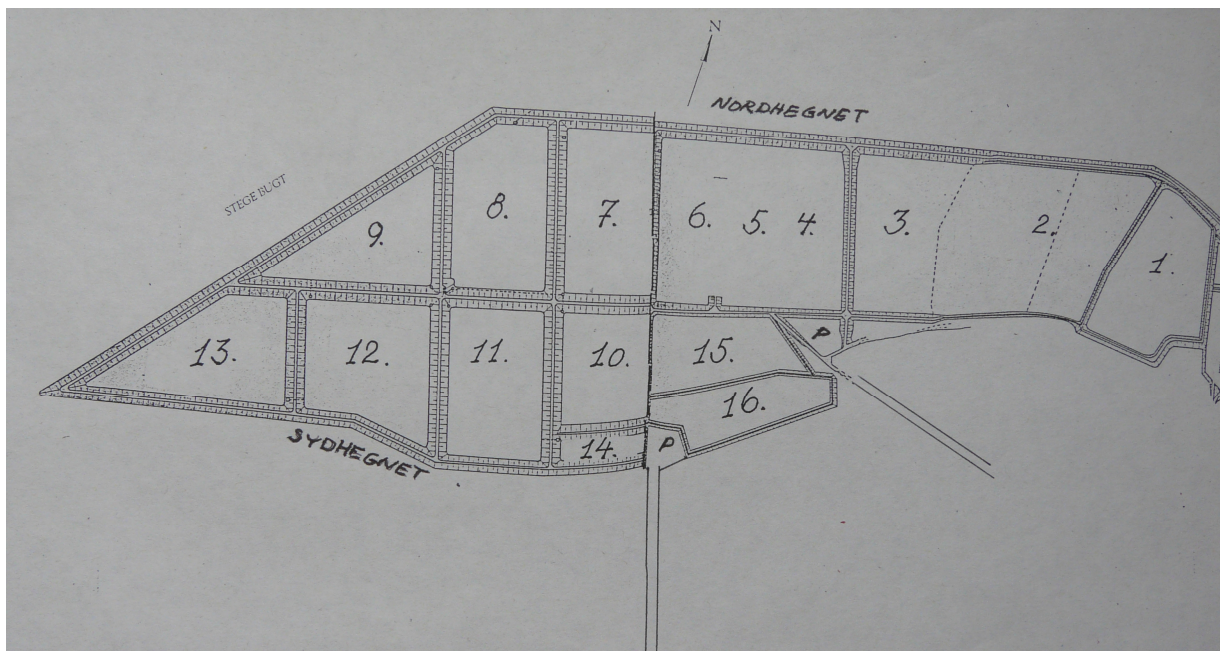 N
NORDHEGNET
STEGE BUGT
9.
8.
7.
6.
5.
4.
3.
2.
1.
13.
12.
11.
10.
15.
P
16.
14.
P
SYDHEGNET